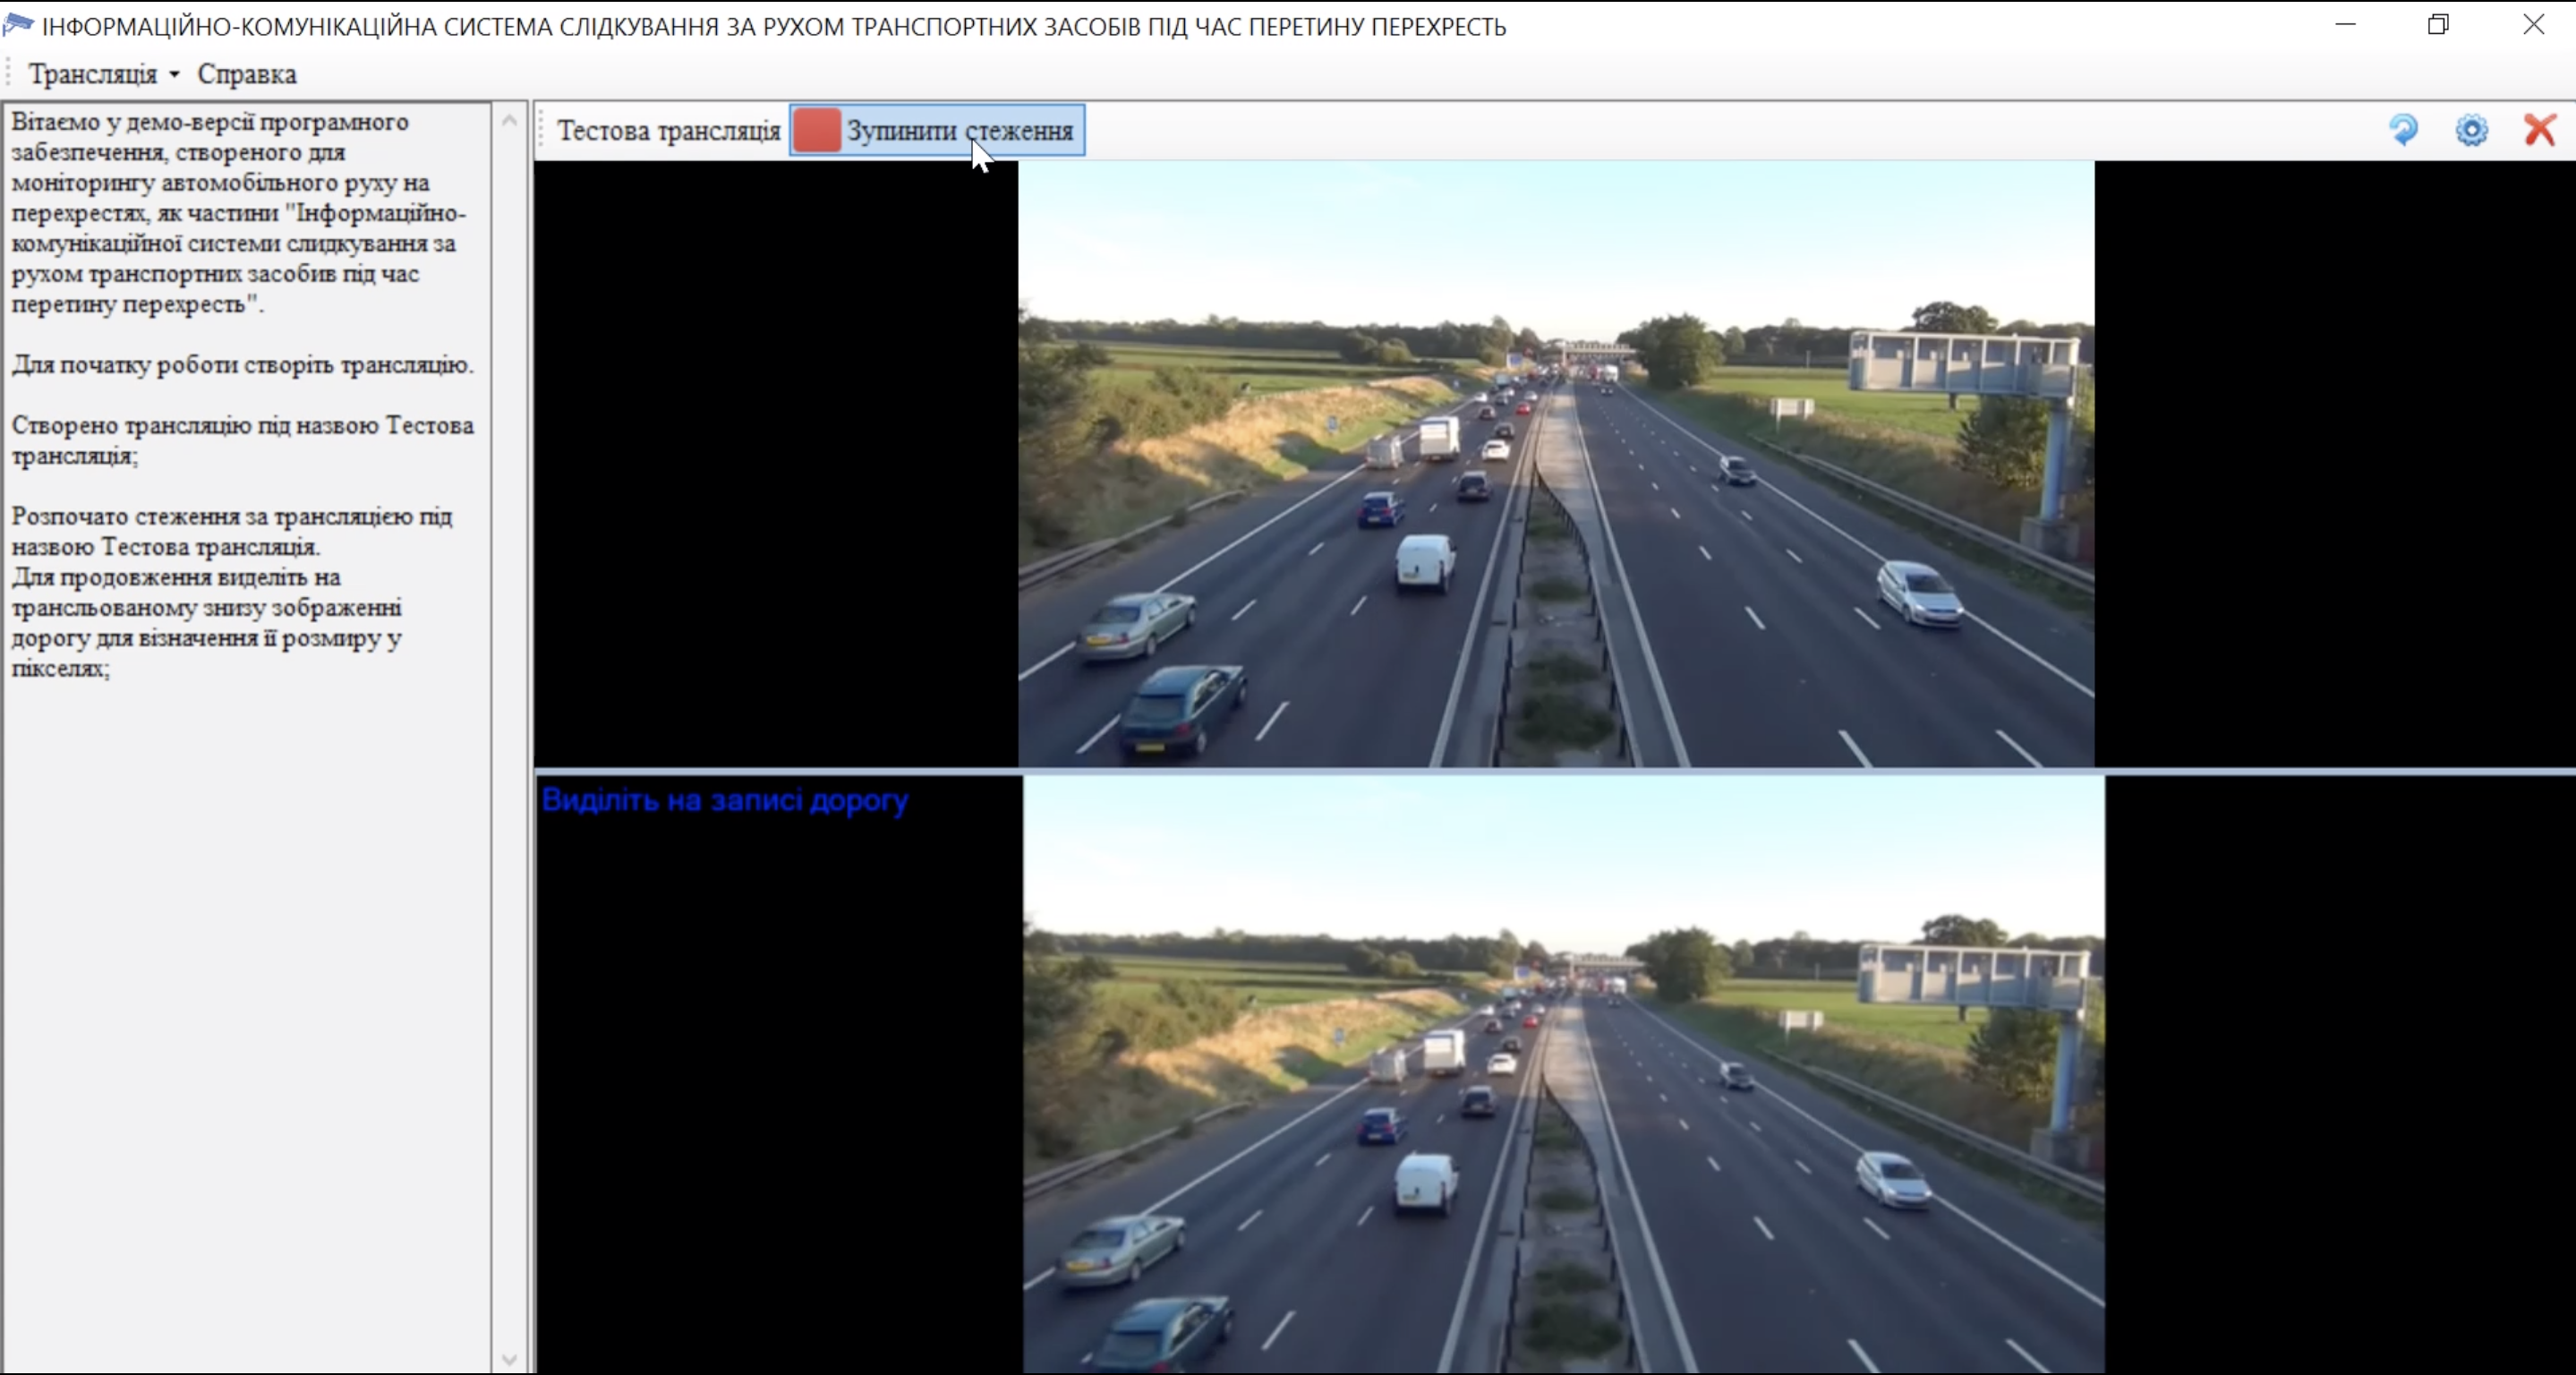 ІНФОРМАЦІЙНО-КОМУНІКАЦІЙНА СИСТЕМА СЛІДКУВАННЯ ЗА РУХОМ ТРАНСПОРТНИХ ЗАСОБІВ ПІД ЧАС ПЕРЕТИНУ ПЕРЕХРЕСТЬ
Трансляція Справка
Вітаємо у демо-версії програмного
забезпечення, створеного для
моніторингу автомобільного руху на
перехрестях, як частини "Інформаційно-
комунікаційної системи слидкування за
рухом транспортних засобив під час
перетину перехресть".
Для початку роботи створіть трансляцію.
Створено трансляцію під назвою Тестова
трансляція;
Розпочато стеження за трансляцією під
назвою Тестова трансляція.
Для продовження виделіть на
трансльованому знизу зображенні
дорогу для візначення її розмиру у
пікселях;
Тестова трансляція Зупинити стеження
Виділіть на записі дорогу